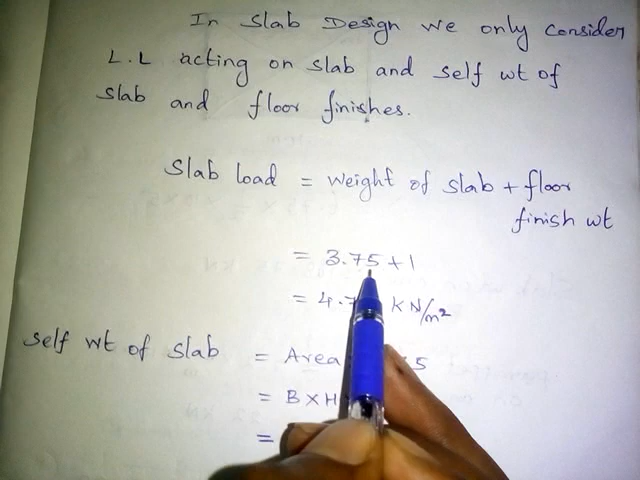 In Slab Design we only consider
L.L acting on slab and self wt of
slab and floor finishes.
Slab load = weight of slab + floor
finish wt
= 3.75 + 1
= 4.7 KN/m²
Self wt of slab = Area 5
= B X H
=